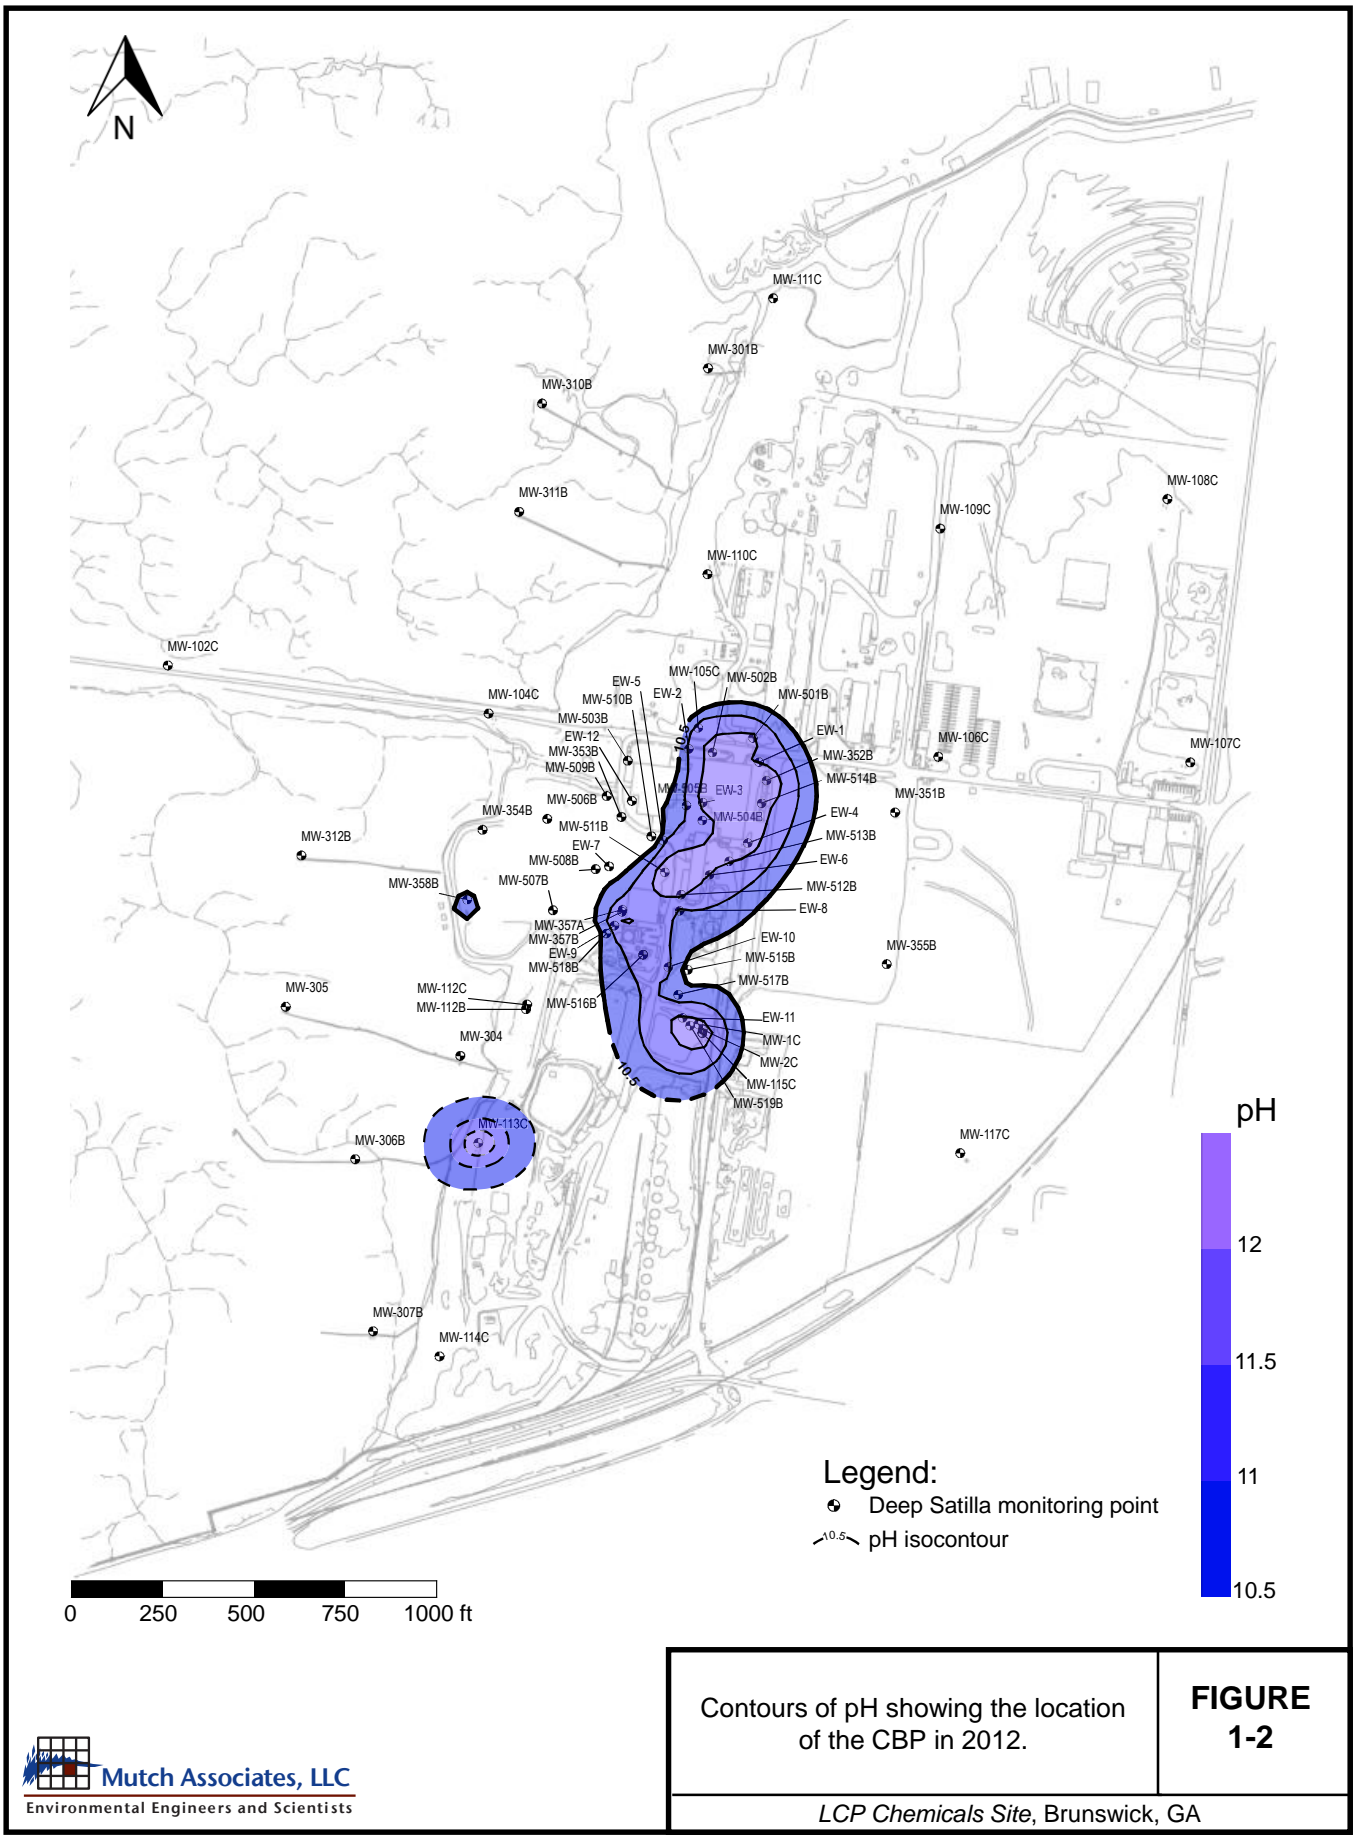 N
MW-111C
MW-301B
MW-310B
MW-108C
MW-311B
MW-109C
MW-110C
MW-102C
MW-105C
MW-502B
EW-5
EW-2
MW-501B
MW-104C
MW-510B
MW-503B
EW-1
EW-12
10.5
MW-106C
MW-107C
MW-353B
MW-352B
MW-509B
MW-514B
MW-505B
EW-3
MW-351B
MW-506B
MW-354B
EW-4
MW-504B
MW-511B
MW-513B
MW-312B
EW-7
EW-6
MW-508B
MW-358B
MW-507B
MW-512B
EW-8
MW-357A
MW-357B
EW-10
MW-355B
EW-9
MW-515B
MW-518B
MW-517B
MW-305
MW-112C
MW-112B
MW-516B
EW-11
MW-304
MW-1C
MW-2C
10.5
MW-115C
MW-519B
pH
MW-113C
MW-306B
MW-117C
12
MW-307B
MW-114C
11.5
Legend:
11
Deep Satilla monitoring point
10.5 pH isocontour
10.5
0 250 500 750 1000 ft
Contours of pH showing the location
of the CBP in 2012.
FIGURE
1-2
Mutch Associates, LLC
Environmental Engineers and Scientists
LCP Chemicals Site, Brunswick, GA